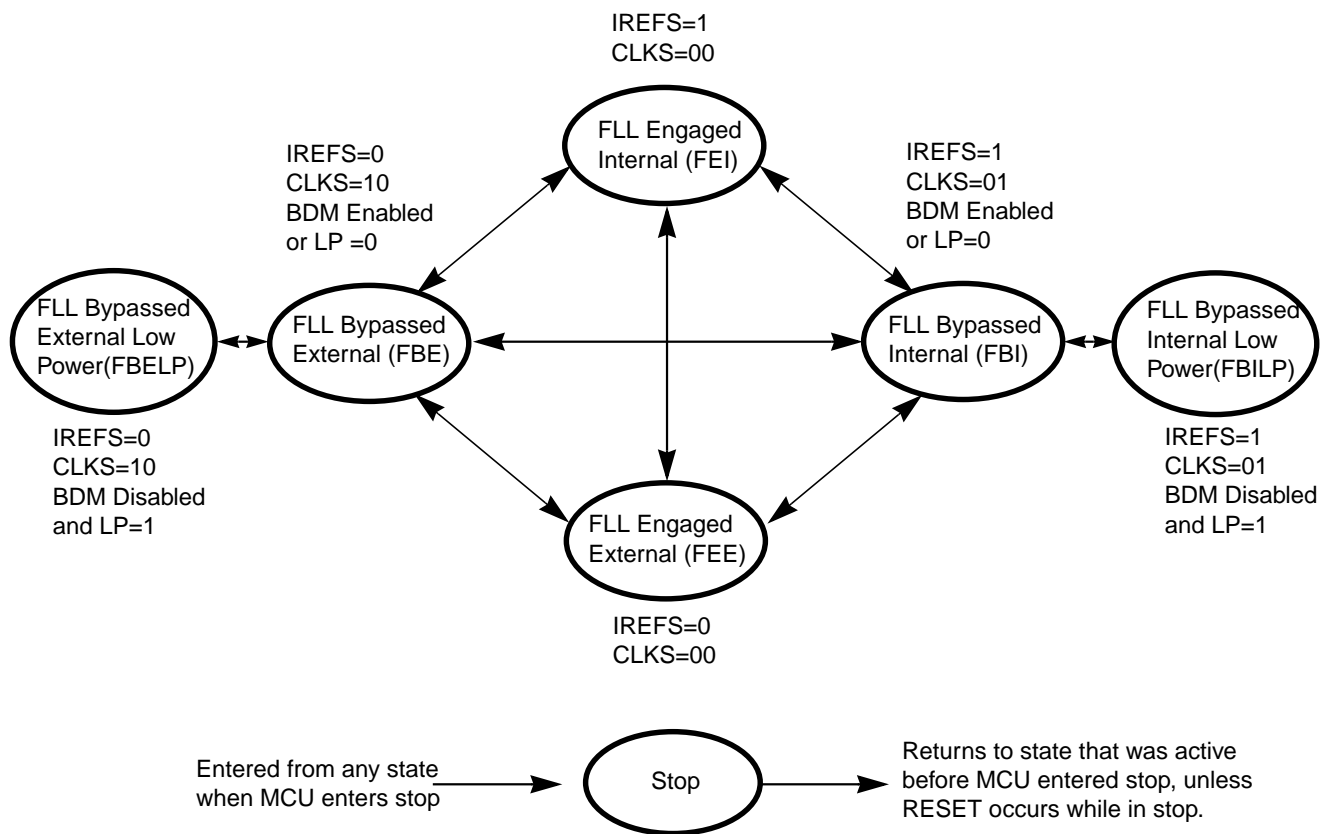 IREFS=1
CLKS=00
FLL Engaged
Internal (FEI)
IREFS=0
CLKS=10
BDM Enabled
or LP =0
IREFS=1
CLKS=01
BDM Enabled
or LP=0
FLL Bypassed
External Low
Power(FBELP)
FLL Bypassed
External (FBE)
FLL Bypassed
Internal (FBI)
FLL Bypassed
Internal Low
Power(FBILP)
IREFS=0
CLKS=10
BDM Disabled
and LP=1
FLL Engaged
External (FEE)
IREFS=1
CLKS=01
BDM Disabled
and LP=1
IREFS=0
CLKS=00
Entered from any state
when MCU enters stop
Stop
Returns to state that was active
before MCU entered stop, unless
RESET occurs while in stop.